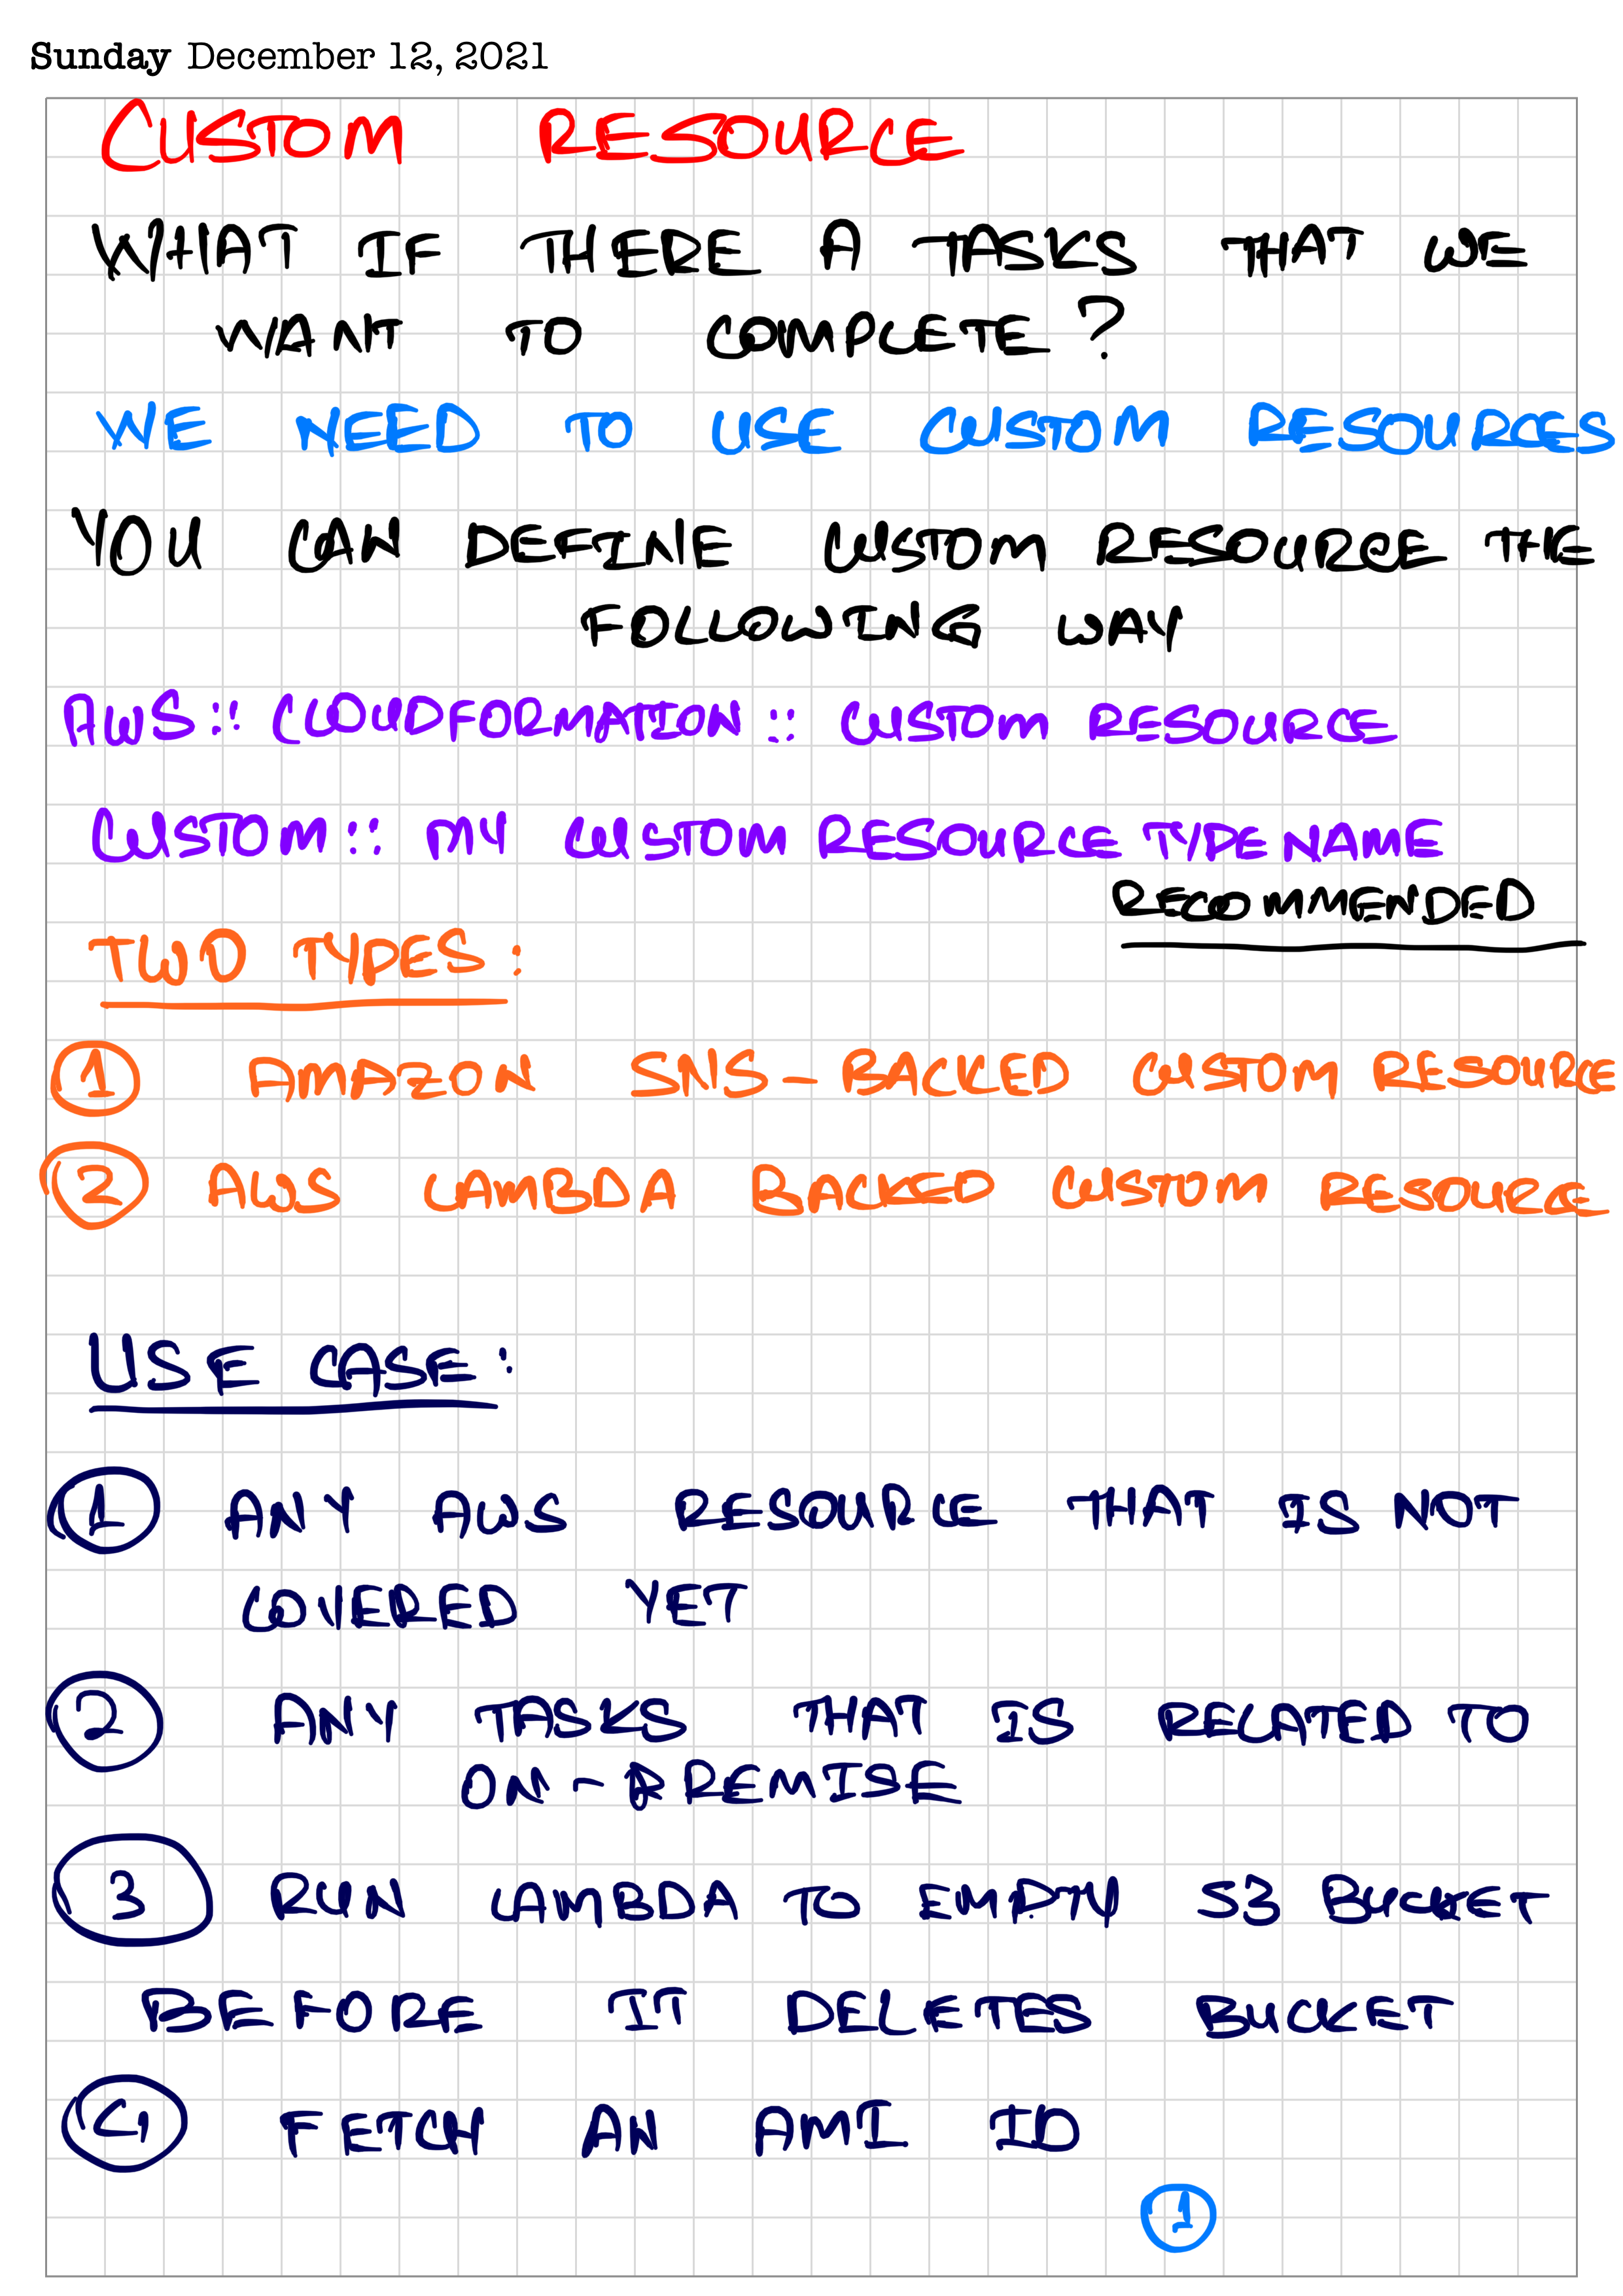 Sunday December 12, 2021
CUSTOM RESOURCE
WHAT IF THERE A TASKS THAT WE
WANT TO COMPLETE?
WE NEED TO USE CUSTOM RESOURCES
YOU CAN DEFINE CUSTOM RESOURCE THE
FOLLOWING WAY
AWS:: CLOUDFORMATION :: CUSTOM RESOURCE
CUSTOM:: MY CUSTOM RESOURCE TYPE NAME
RECOMMENDED
TWO TYPES:
1 AMAZON SNS-BACKED CUSTOM RESOURCE
2 AWS LAMBDA BACKED CUSTOM RESOURCE
USE CASE:
1 ANY AWS RESOURCE THAT IS NOT
COVERED YET
2 ANY TASKS THAT IS RELATED TO
ON-PREMISE
3 RUN LAMBDA TO EMPTY S3 BUCKET
BEFORE IT DELETES BUCKET
4 FETCH AN AMI ID
1